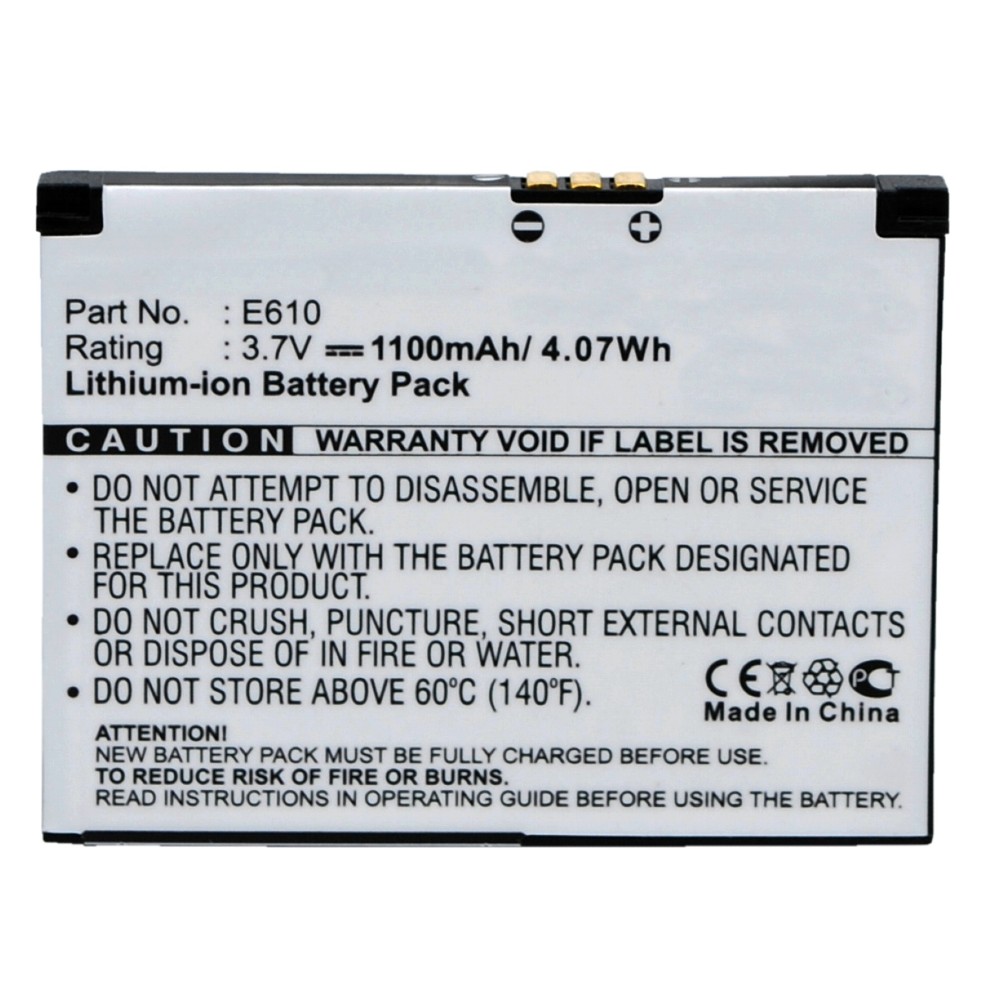 Part No. : E610
Rating : 3.7V ⎓ 1100mAh/ 4.07Wh
Lithium-ion Battery Pack
CAUTION WARRANTY VOID IF LABEL IS REMOVED
• DO NOT ATTEMPT TO DISASSEMBLE, OPEN OR SERVICE
THE BATTERY PACK.
• REPLACE ONLY WITH THE BATTERY PACK DESIGNATED
FOR THIS PRODUCT.
• DO NOT CRUSH, PUNCTURE, SHORT EXTERNAL CONTACTS
OR DISPOSE OF IN FIRE OR WATER.
• DO NOT STORE ABOVE 60°C (140°F).
CE PCT
Made In China
ATTENTION!
NEW BATTERY PACK MUST BE FULLY CHARGED BEFORE USE.
TO REDUCE RISK OF FIRE OR BURNS.
READ INSTRUCTIONS IN OPERATING GUIDE BEFORE USING THE BATTERY.